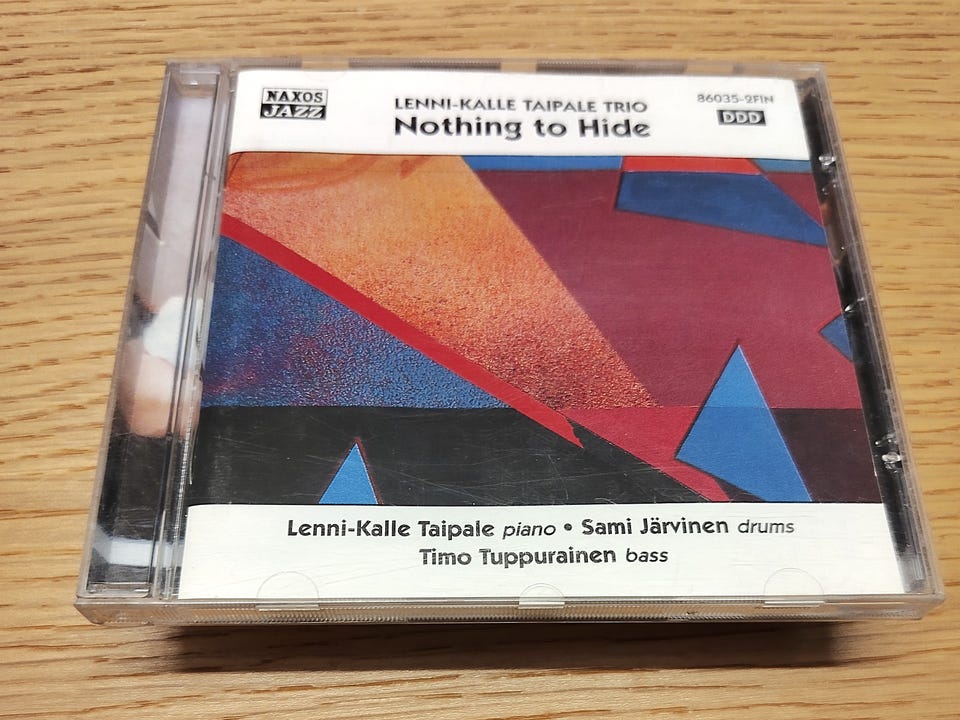 NAXOS
JAZZ
LENNI-KALLE TAIPALE TRIO
Nothing to Hide
86035-2FIN
DDD
Lenni-Kalle Taipale piano • Sami Järvinen drums
Timo Tuppurainen bass